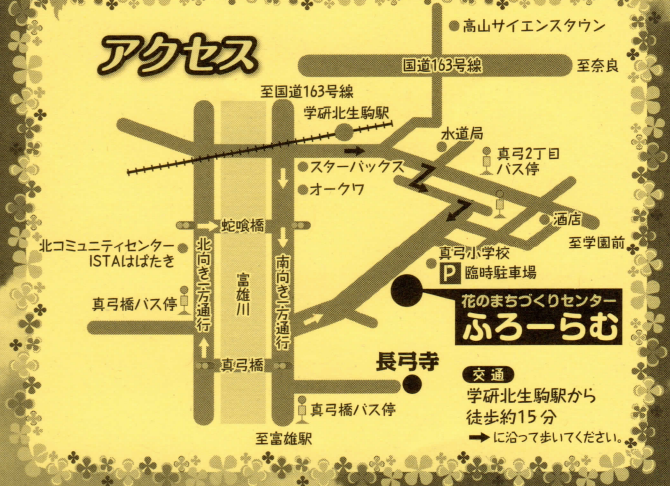 アクセス
高山サイエンスタウン
国道163号線
至奈良
至国道163号線
学研北生駒駅
水道局
真弓2丁目
バス停
スターバックス
オークワ
酒店
至学園前
蛇喰橋
北コミュニティセンター
ISTAはばたき
北向き一方通行
富雄川
南向き一方通行
真弓小学校
P 臨時駐車場
真弓橋バス停
花のまちづくりセンター
ふろーらむ
真弓橋
長弓寺
交通
学研北生駒駅から
徒歩約15分
➡に沿って歩いてください。
真弓橋バス停
至富雄駅